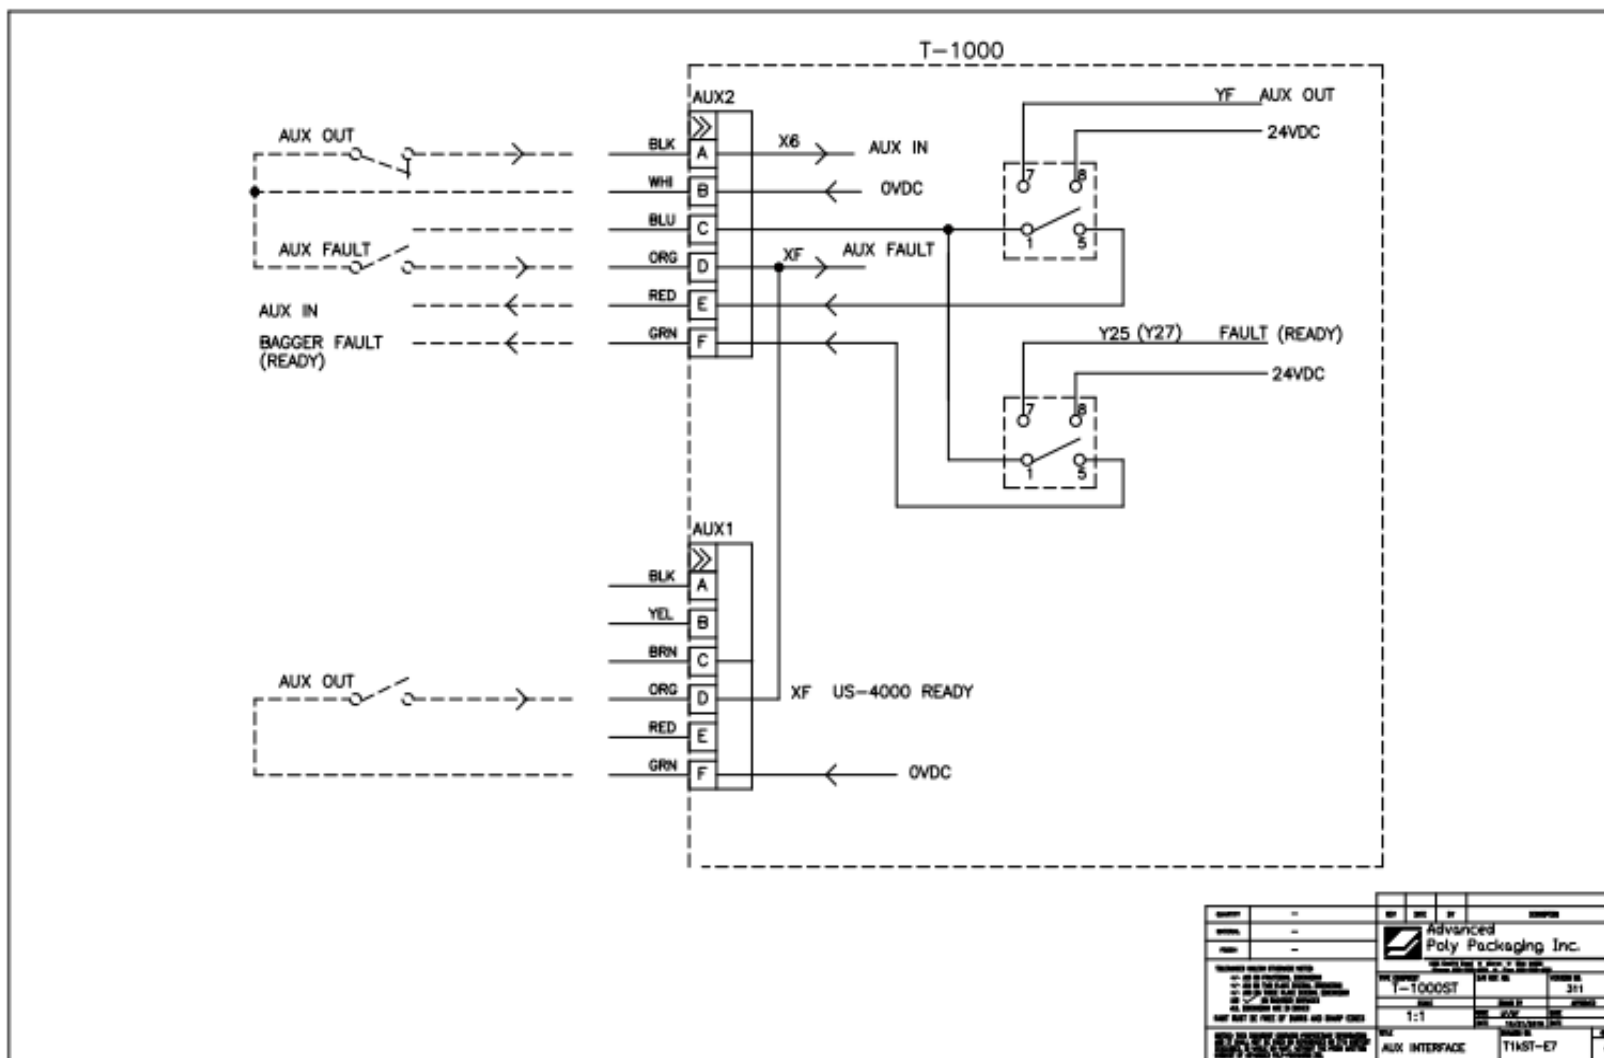 T-1000
AUX2
YF AUX OUT
24VDC
AUX OUT
BLK A X6 AUX IN
WHI B 0VDC
7 8
BLU C
1 5
AUX FAULT
ORG D XF AUX FAULT
AUX IN
RED E
BAGGER FAULT
(READY)
GRN F
Y25 (Y27) FAULT (READY)
24VDC
7 8
1 5
AUX1
BLK A
YEL B
BRN C
AUX OUT
ORG D XF US-4000 READY
RED E
GRN F 0VDC
Advanced
Poly Packaging Inc.
T-1000ST
311
1:1
AUX INTERFACE
T1kST-E7